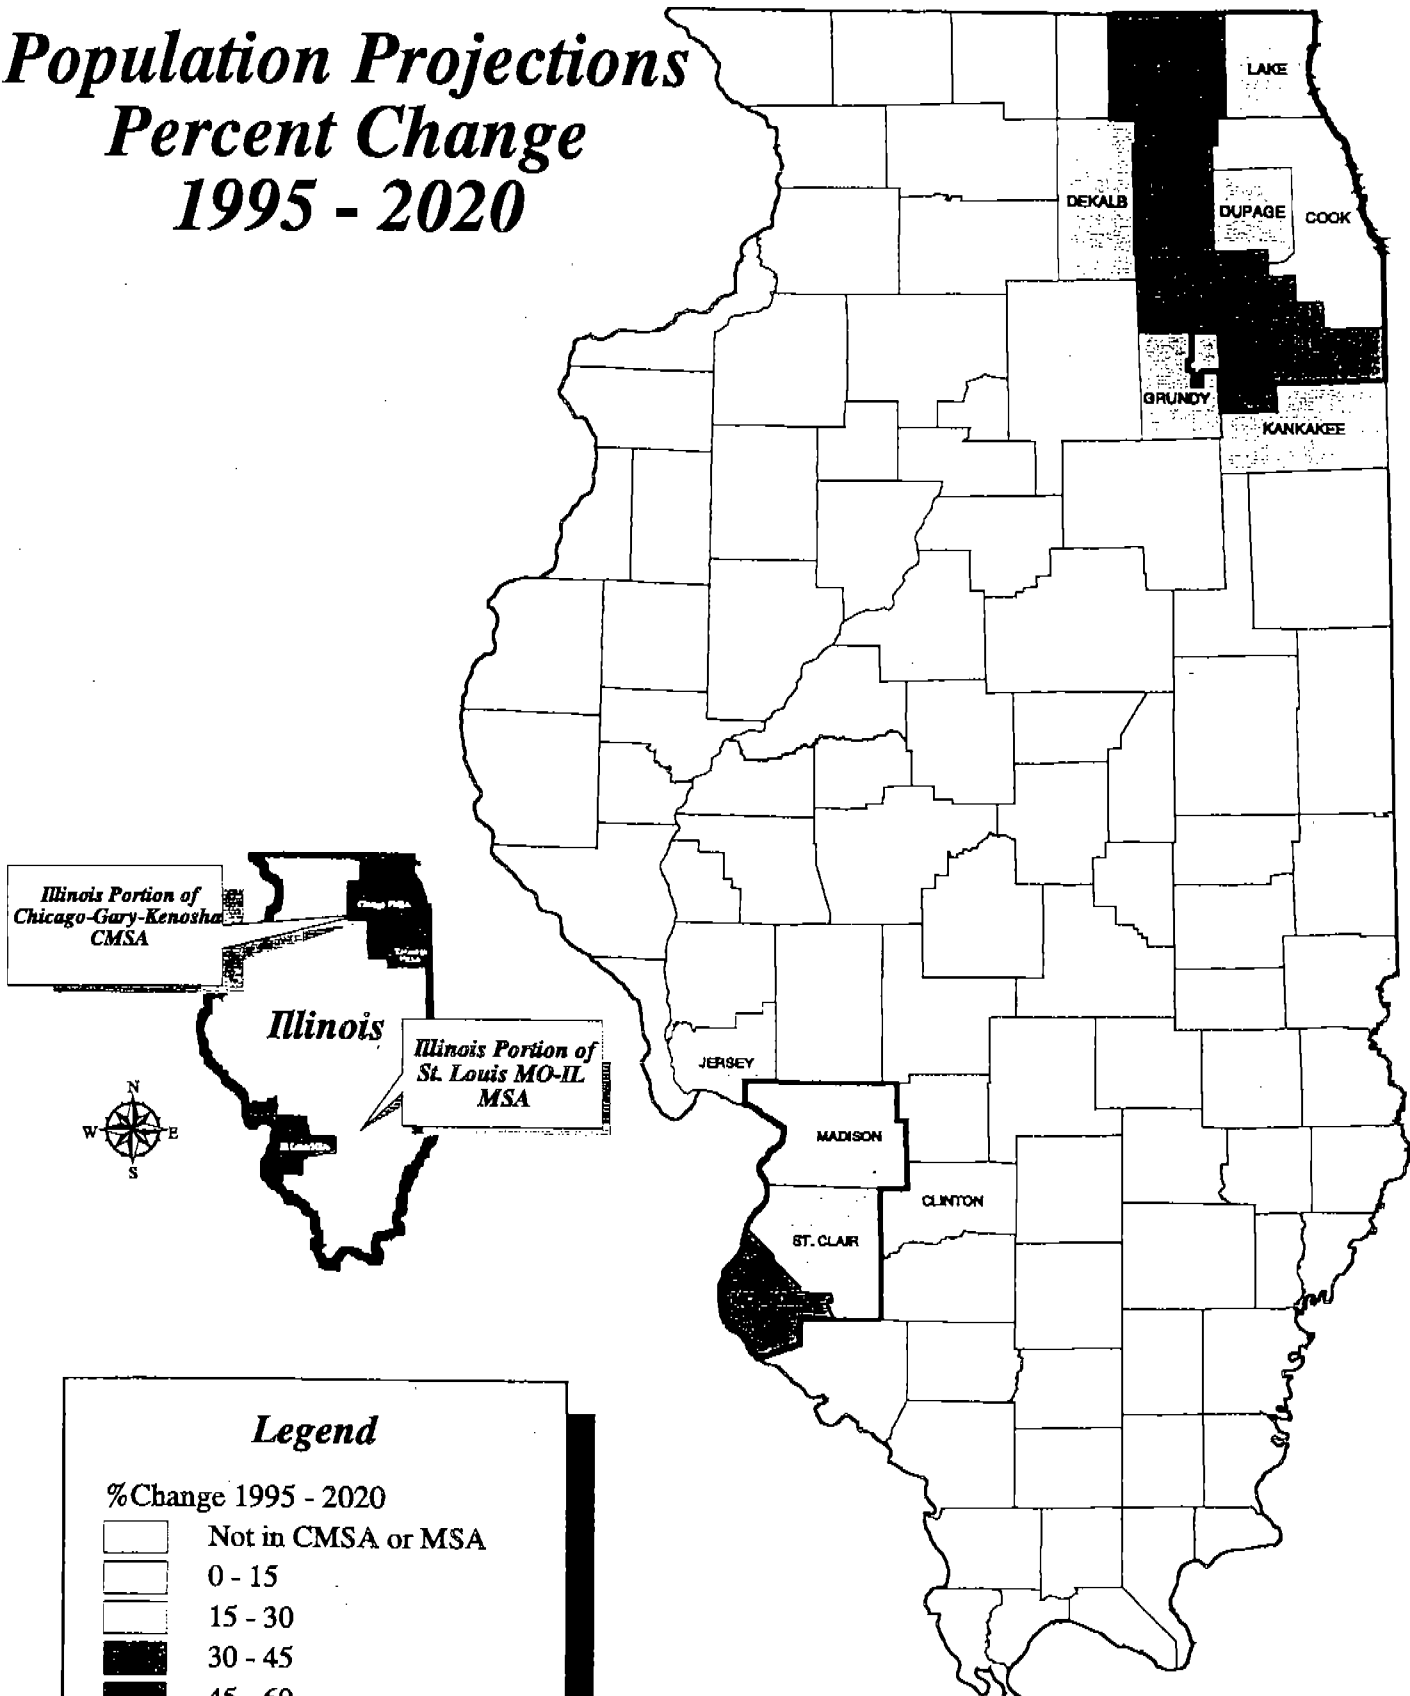 Population Projections
Percent Change
1995 - 2020
LAKE
DEKALB
DUPAGE
COOK
GRUNDY
KANKAKEE
Illinois Portion of
Chicago-Gary-Kenosha
CMSA
Illinois
Illinois Portion of
St. Louis MO-IL
MSA
N
W E
S
JERSEY
MADISON
CLINTON
ST. CLAIR
Legend
%Change 1995 - 2020
Not in CMSA or MSA
0 - 15
15 - 30
30 - 45
45 - 60